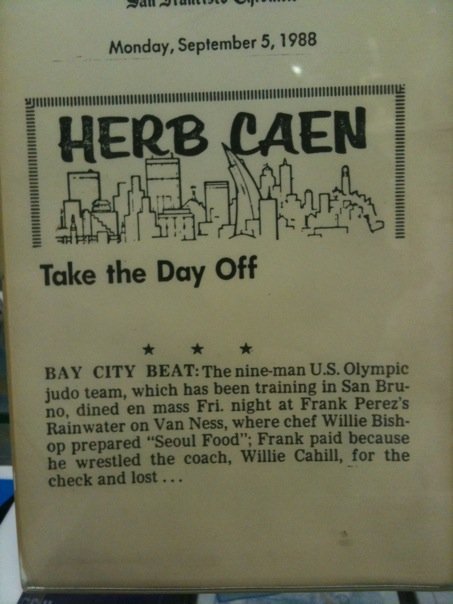 San Francisco Chronicle
Monday, September 5, 1988
HERB CAEN
Take the Day Off
★ ★ ★
BAY CITY BEAT: The nine-man U.S. Olympic
judo team, which has been training in San Bru-
no, dined en mass Fri. night at Frank Perez's
Rainwater on Van Ness, where chef Willie Bish-
op prepared "Seoul Food"; Frank paid because
he wrestled the coach, Willie Cahill, for the
check and lost . . .